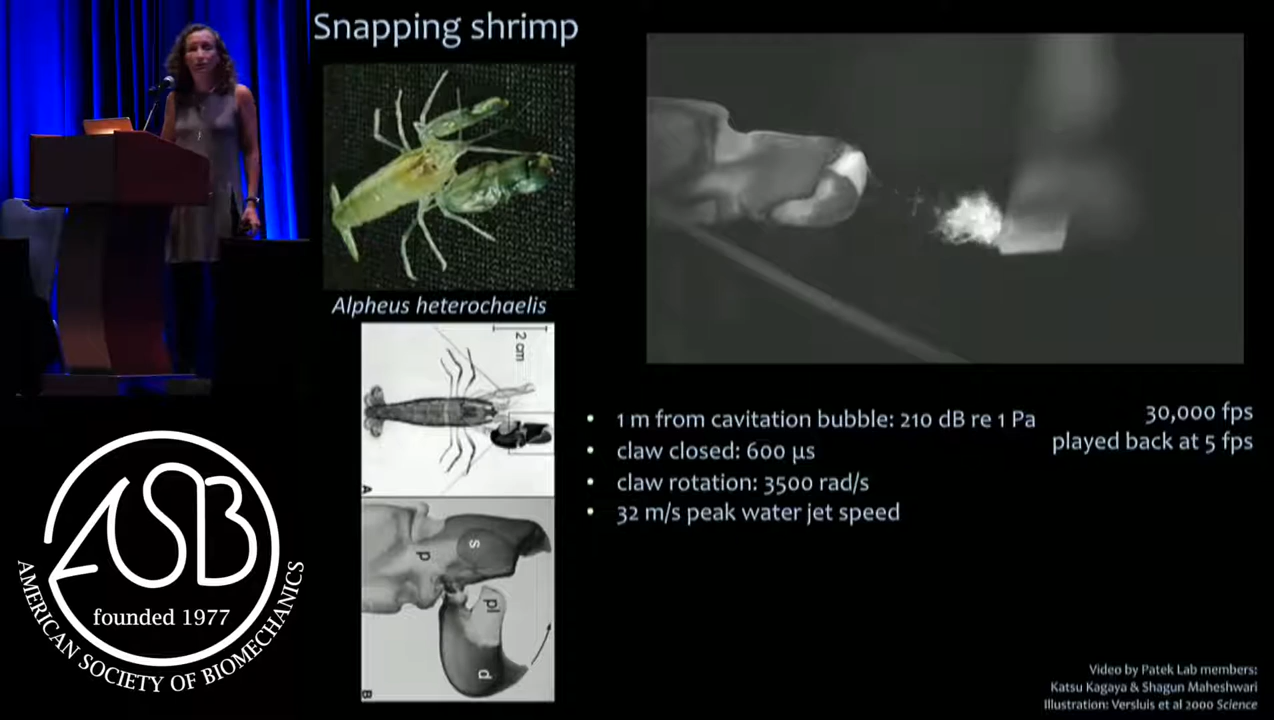 Snapping shrimp
Alpheus heterochaelis
2 cm
A
s
p
pl
d
B
• 1 m from cavitation bubble: 210 dB re 1 Pa
• claw closed: 600 µs
• claw rotation: 3500 rad/s
• 32 m/s peak water jet speed
30,000 fps
played back at 5 fps
Video by Patek Lab members:
Katsu Kagaya & Shagun Maheshwari
Illustration: Versluis et al 2000 Science
ASB
founded 1977
AMERICAN SOCIETY OF BIOMECHANICS